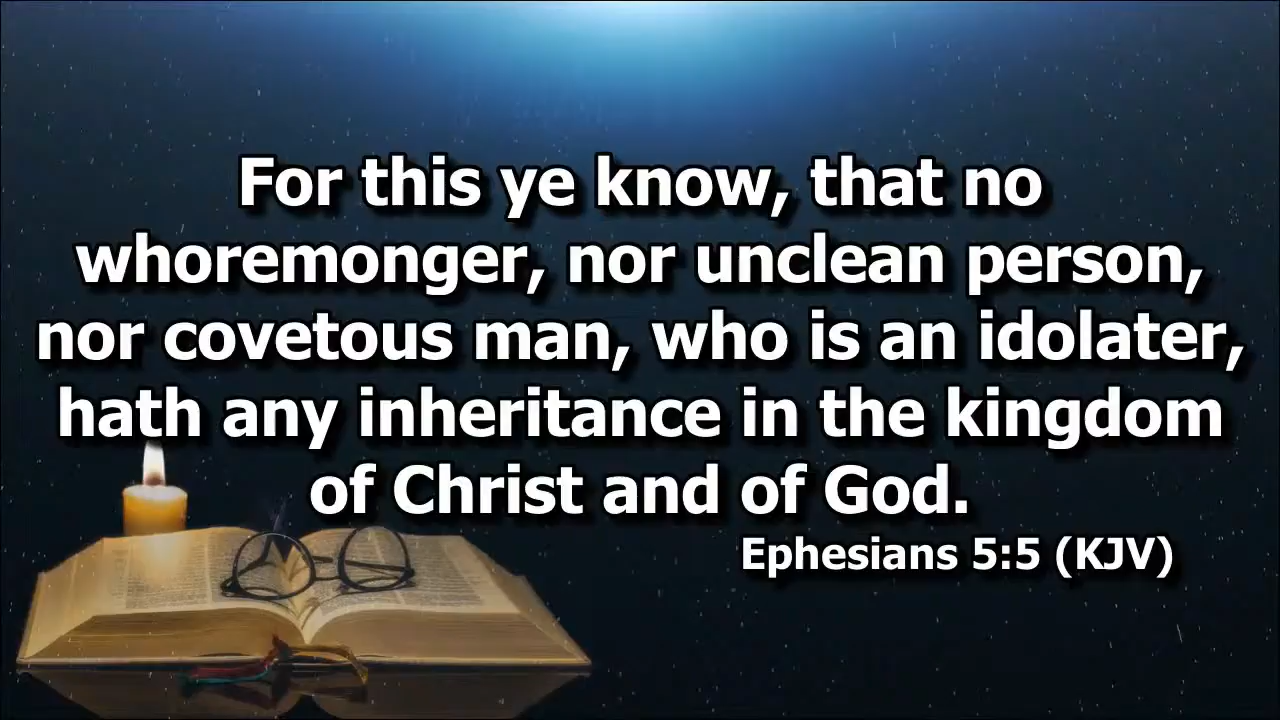 For this ye know, that no
whoremonger, nor unclean person,
nor covetous man, who is an idolater,
hath any inheritance in the kingdom
of Christ and of God.
Ephesians 5:5 (KJV)